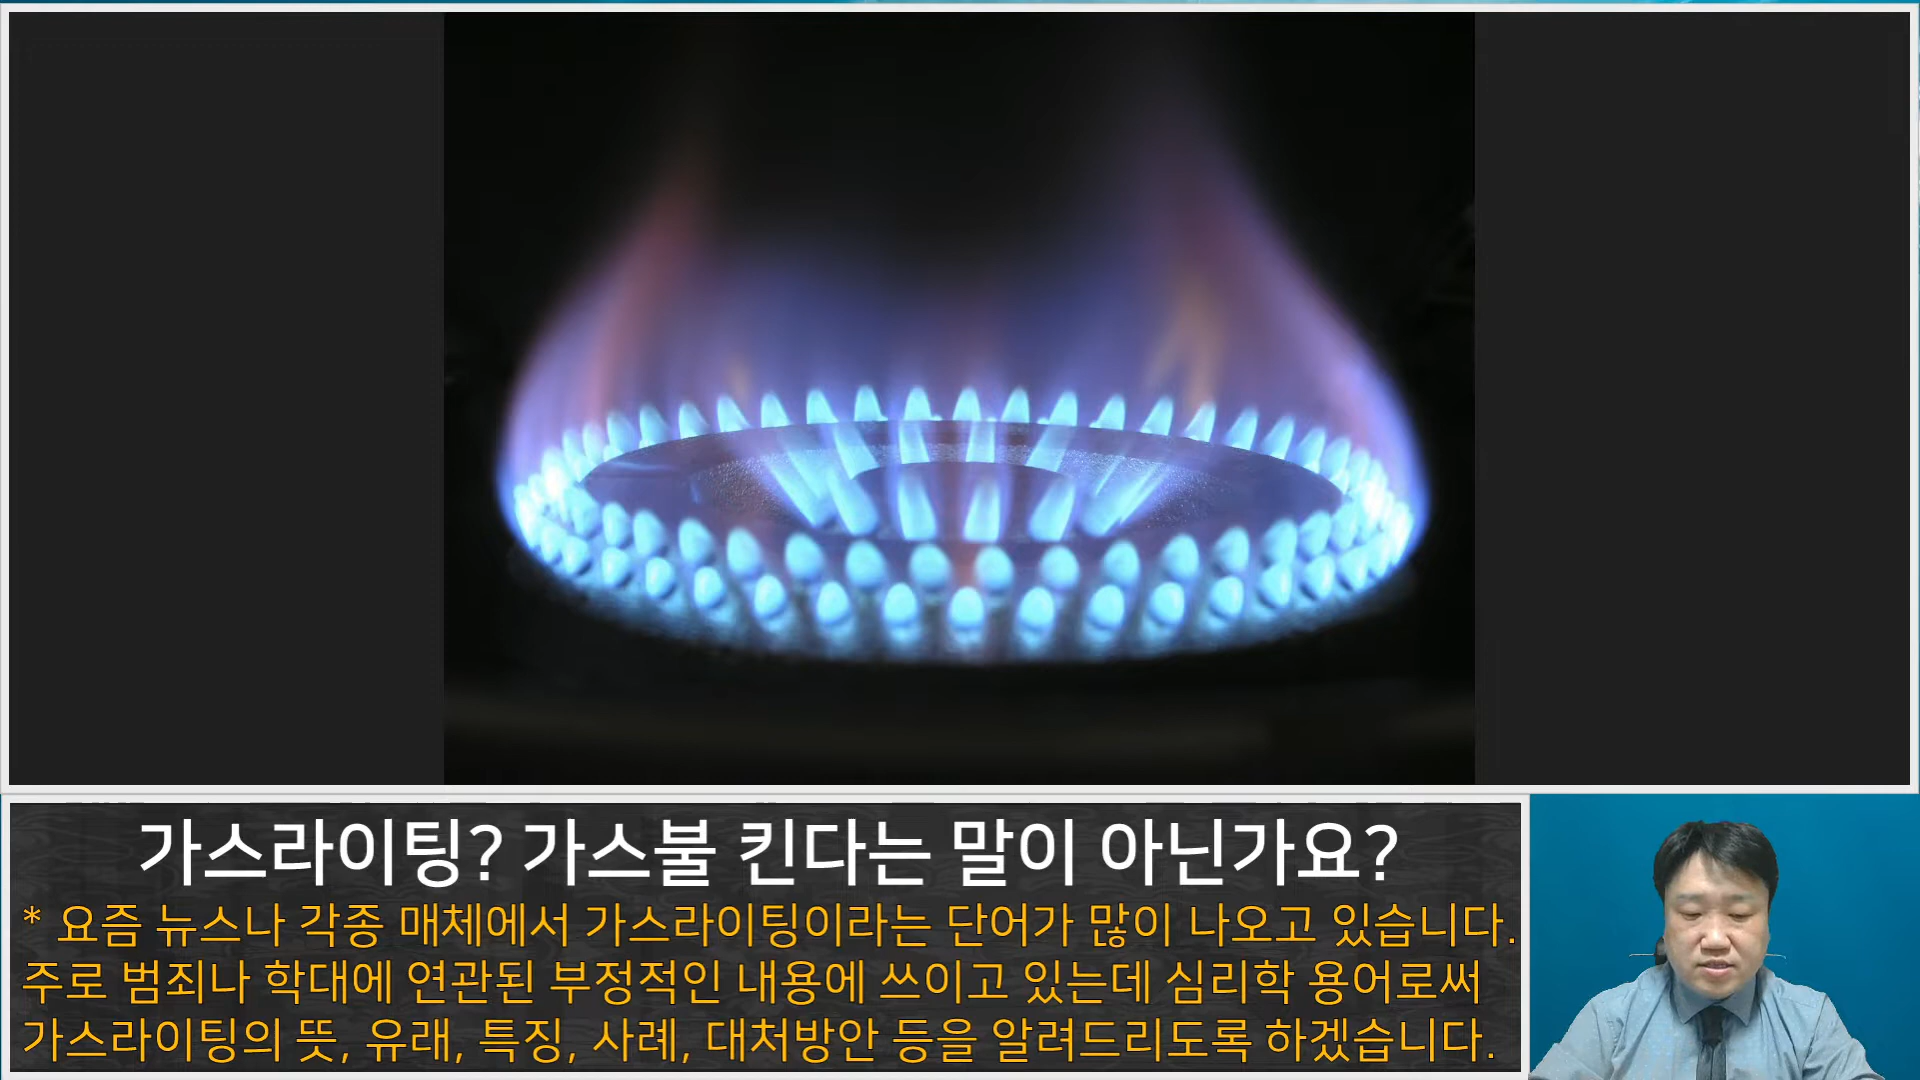 가스라이팅? 가스불 킨다는 말이 아닌가요?
* 요즘 뉴스나 각종 매체에서 가스라이팅이라는 단어가 많이 나오고 있습니다.
주로 범죄나 학대에 연관된 부정적인 내용에 쓰이고 있는데 심리학 용어로써
가스라이팅의 뜻, 유래, 특징, 사례, 대처방안 등을 알려드리도록 하겠습니다.